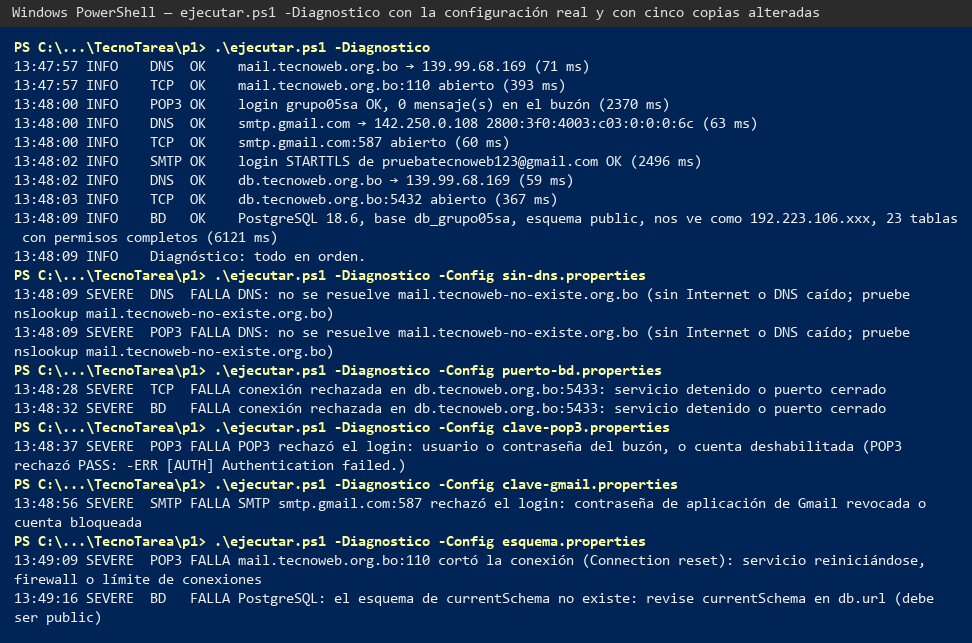 Windows PowerShell — ejecutar.ps1 -Diagnostico con la configuración real y con cinco copias alteradas
PS C:\...\TecnoTarea\p1> .\ejecutar.ps1 -Diagnostico
13:47:57 INFO    DNS  OK    mail.tecnoweb.org.bo → 139.99.68.169 (71 ms)
13:47:57 INFO    TCP  OK    mail.tecnoweb.org.bo:110 abierto (393 ms)
13:48:00 INFO    POP3 OK    login grupo05sa OK, 0 mensaje(s) en el buzón (2370 ms)
13:48:00 INFO    DNS  OK    smtp.gmail.com → 142.250.0.108 2800:3f0:4003:c03:0:0:0:6c (63 ms)
13:48:00 INFO    TCP  OK    smtp.gmail.com:587 abierto (60 ms)
13:48:02 INFO    SMTP OK    login STARTTLS de pruebatecnoweb123@gmail.com OK (2496 ms)
13:48:02 INFO    DNS  OK    db.tecnoweb.org.bo → 139.99.68.169 (59 ms)
13:48:03 INFO    TCP  OK    db.tecnoweb.org.bo:5432 abierto (367 ms)
13:48:09 INFO    BD   OK    PostgreSQL 18.6, base db_grupo05sa, esquema public, nos ve como 192.223.106.xxx, 23 tablas
 con permisos completos (6121 ms)
13:48:09 INFO    Diagnóstico: todo en orden.
PS C:\...\TecnoTarea\p1> .\ejecutar.ps1 -Diagnostico -Config sin-dns.properties
13:48:09 SEVERE  DNS  FALLA DNS: no se resuelve mail.tecnoweb-no-existe.org.bo (sin Internet o DNS caído; pruebe
nslookup mail.tecnoweb-no-existe.org.bo)
13:48:09 SEVERE  POP3 FALLA DNS: no se resuelve mail.tecnoweb-no-existe.org.bo (sin Internet o DNS caído; pruebe
nslookup mail.tecnoweb-no-existe.org.bo)
PS C:\...\TecnoTarea\p1> .\ejecutar.ps1 -Diagnostico -Config puerto-bd.properties
13:48:28 SEVERE  TCP  FALLA conexión rechazada en db.tecnoweb.org.bo:5433: servicio detenido o puerto cerrado
13:48:32 SEVERE  BD   FALLA conexión rechazada en db.tecnoweb.org.bo:5433: servicio detenido o puerto cerrado
PS C:\...\TecnoTarea\p1> .\ejecutar.ps1 -Diagnostico -Config clave-pop3.properties
13:48:37 SEVERE  POP3 FALLA POP3 rechazó el login: usuario o contraseña del buzón, o cuenta deshabilitada (POP3
rechazó PASS: -ERR [AUTH] Authentication failed.)
PS C:\...\TecnoTarea\p1> .\ejecutar.ps1 -Diagnostico -Config clave-gmail.properties
13:48:56 SEVERE  SMTP FALLA SMTP smtp.gmail.com:587 rechazó el login: contraseña de aplicación de Gmail revocada o
cuenta bloqueada
PS C:\...\TecnoTarea\p1> .\ejecutar.ps1 -Diagnostico -Config esquema.properties
13:49:09 SEVERE  POP3 FALLA mail.tecnoweb.org.bo:110 cortó la conexión (Connection reset): servicio reiniciándose,
firewall o límite de conexiones
13:49:16 SEVERE  BD   FALLA PostgreSQL: el esquema de currentSchema no existe: revise currentSchema en db.url (debe
ser public)